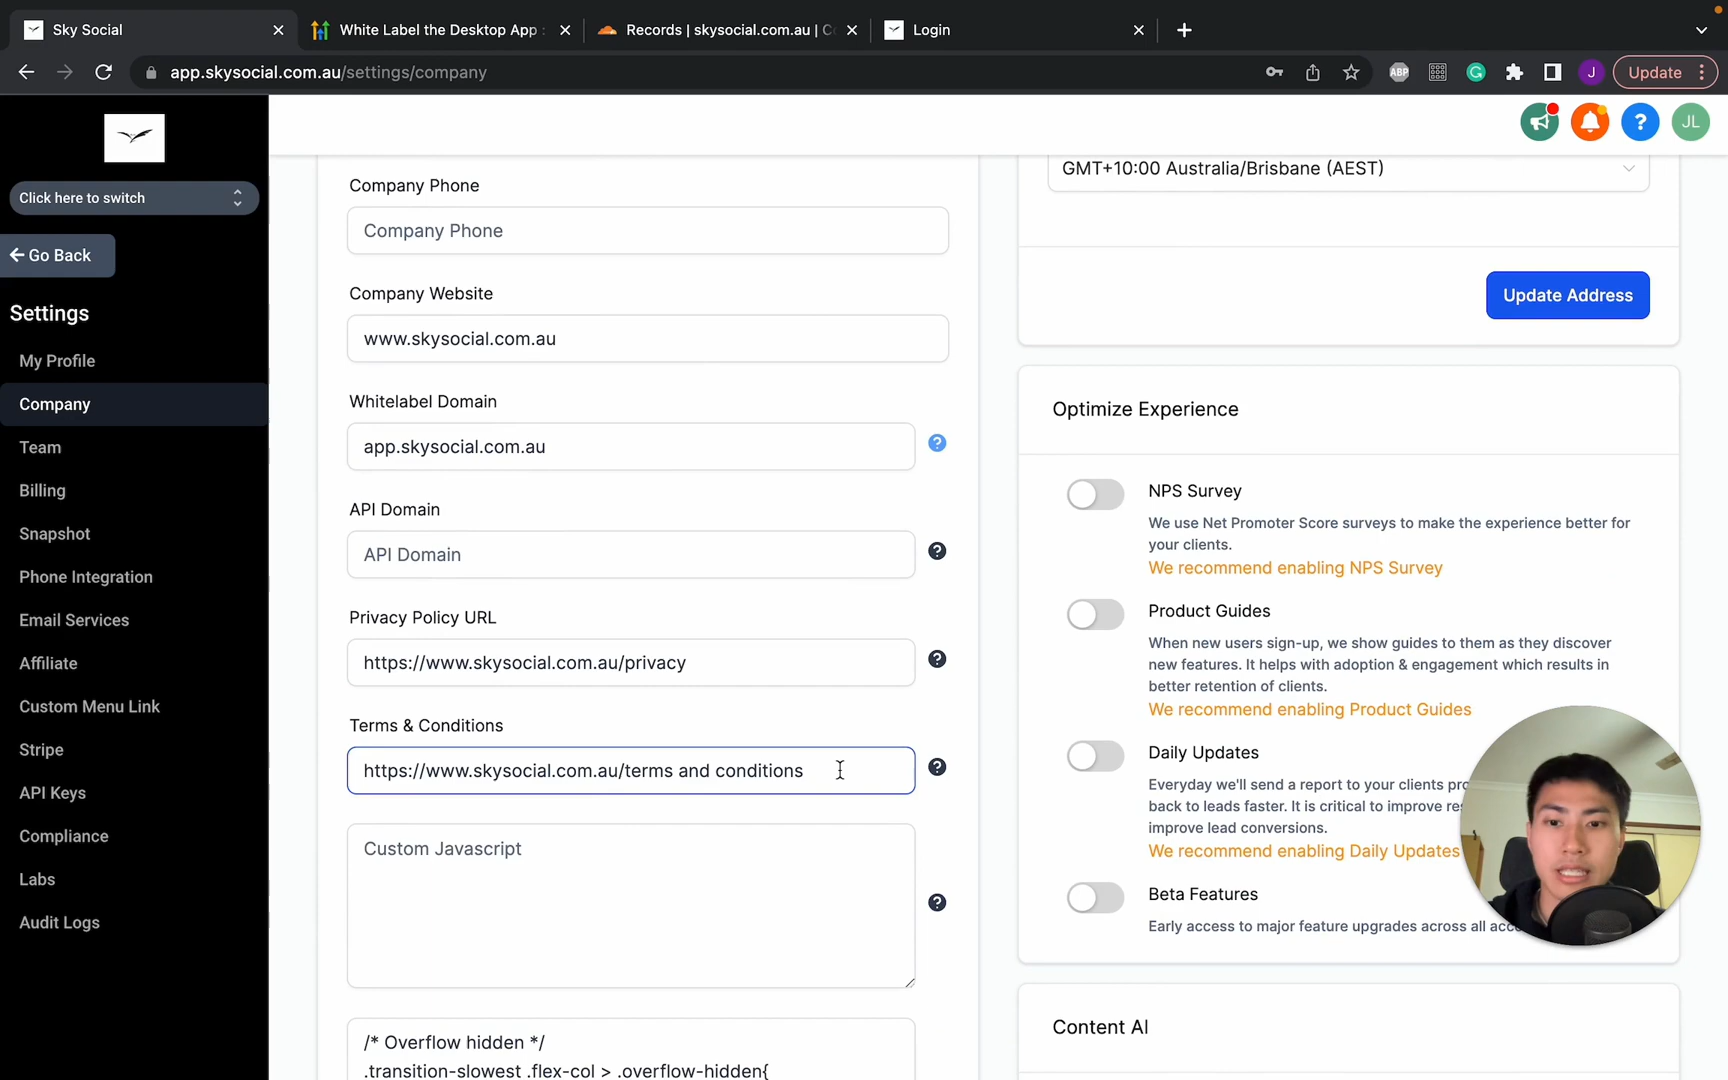 Sky Social
White Label the Desktop App :
Records | skysocial.com.au | C
Login
app.skysocial.com.au/settings/company
ABP
J
Update
JL
Click here to switch
Go Back
Settings
My Profile
Company
Team
Billing
Snapshot
Phone Integration
Email Services
Affiliate
Custom Menu Link
Stripe
API Keys
Compliance
Labs
Audit Logs
Company Phone
Company Phone
Company Website
www.skysocial.com.au
Whitelabel Domain
app.skysocial.com.au
API Domain
API Domain
Privacy Policy URL
https://www.skysocial.com.au/privacy
Terms & Conditions
https://www.skysocial.com.au/terms and conditions
Custom Javascript
/* Overflow hidden */
.transition-slowest .flex-col > .overflow-hidden{
GMT+10:00 Australia/Brisbane (AEST)
Update Address
Optimize Experience
NPS Survey
We use Net Promoter Score surveys to make the experience better for
your clients.
We recommend enabling NPS Survey
Product Guides
When new users sign-up, we show guides to them as they discover
new features. It helps with adoption & engagement which results in
better retention of clients.
We recommend enabling Product Guides
Daily Updates
Everyday we'll send a report to your clients
back to leads faster. It is critical to improve
improve lead conversions.
We recommend enabling Daily Updates
Beta Features
Early access to major feature upgrades across all
Content AI